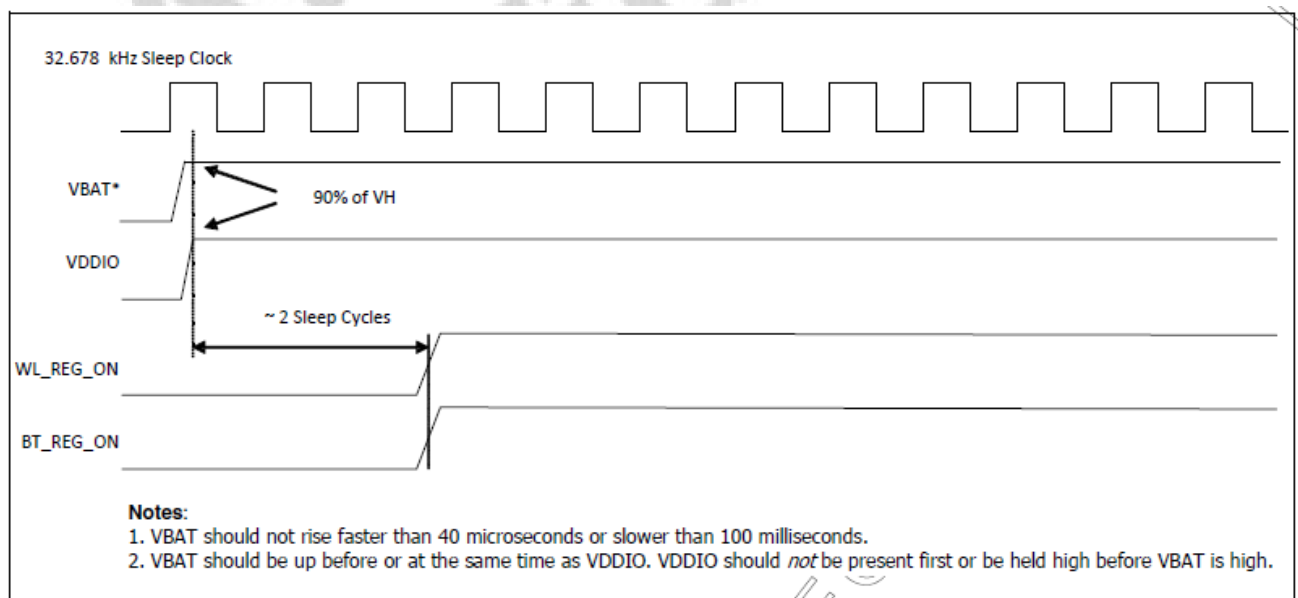 32.678 kHz Sleep Clock
VBAT*
90% of VH
VDDIO
~ 2 Sleep Cycles
WL_REG_ON
BT_REG_ON
Notes:
1. VBAT should not rise faster than 40 microseconds or slower than 100 milliseconds.
2. VBAT should be up before or at the same time as VDDIO. VDDIO should not be present first or be held high before VBAT is high.